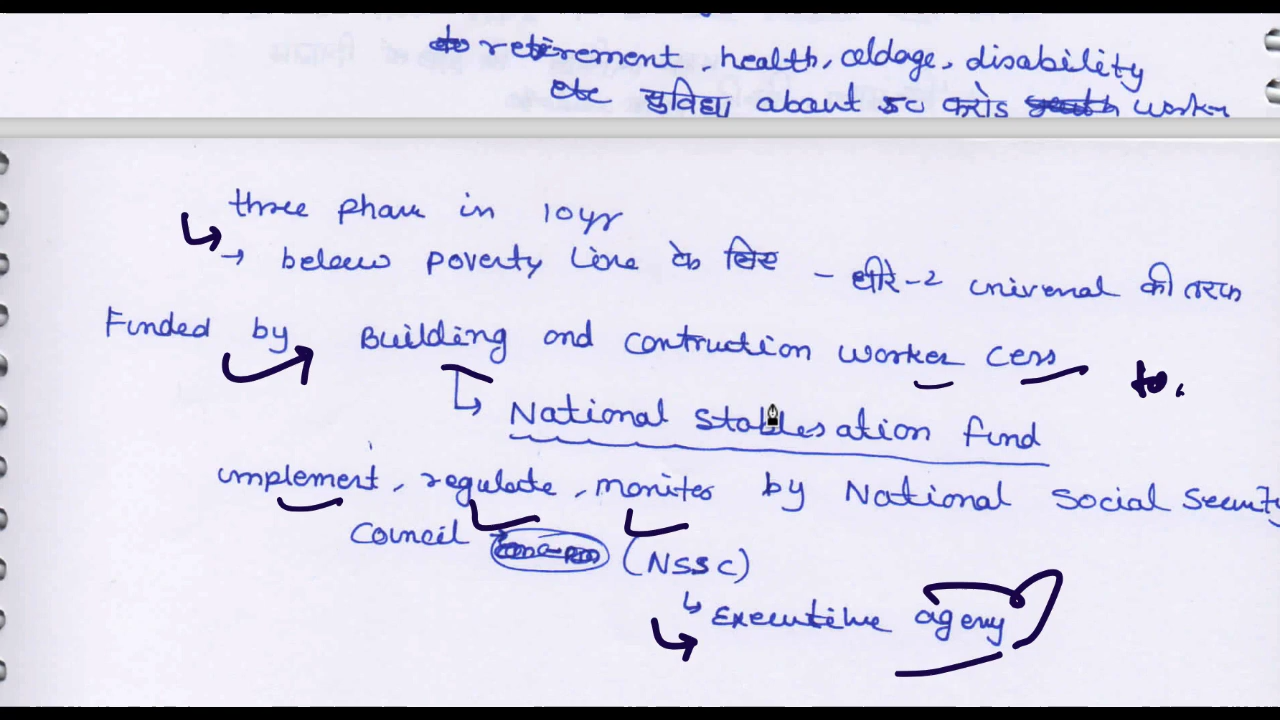 retirement, health, oldage, disability
etc सुविधा about 50 करोड worker
three phase in 10yr
→ below poverty Line के लिए - धीरे-2 universal की तरफ
Funded by Building and contruction worker cess to.
National Stablesation fund
implement, regulate, moniter by National Social Security
Council (NSSC)
Executive agency